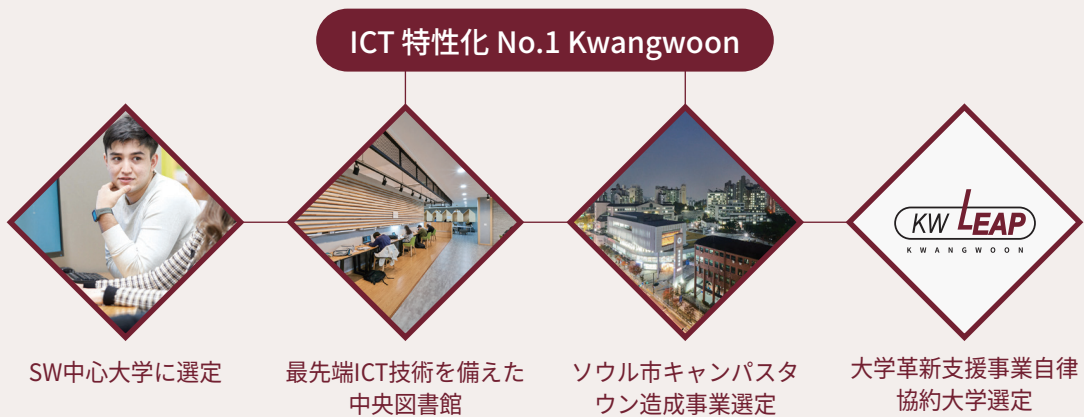 ICT 特性化 No.1 Kwangwoon
KW LEAP
KWANGWOON
SW中心大学に選定
最先端ICT技術を備えた
中央図書館
ソウル市キャンパスタ
ウン造成事業選定
大学革新支援事業自律
協約大学選定